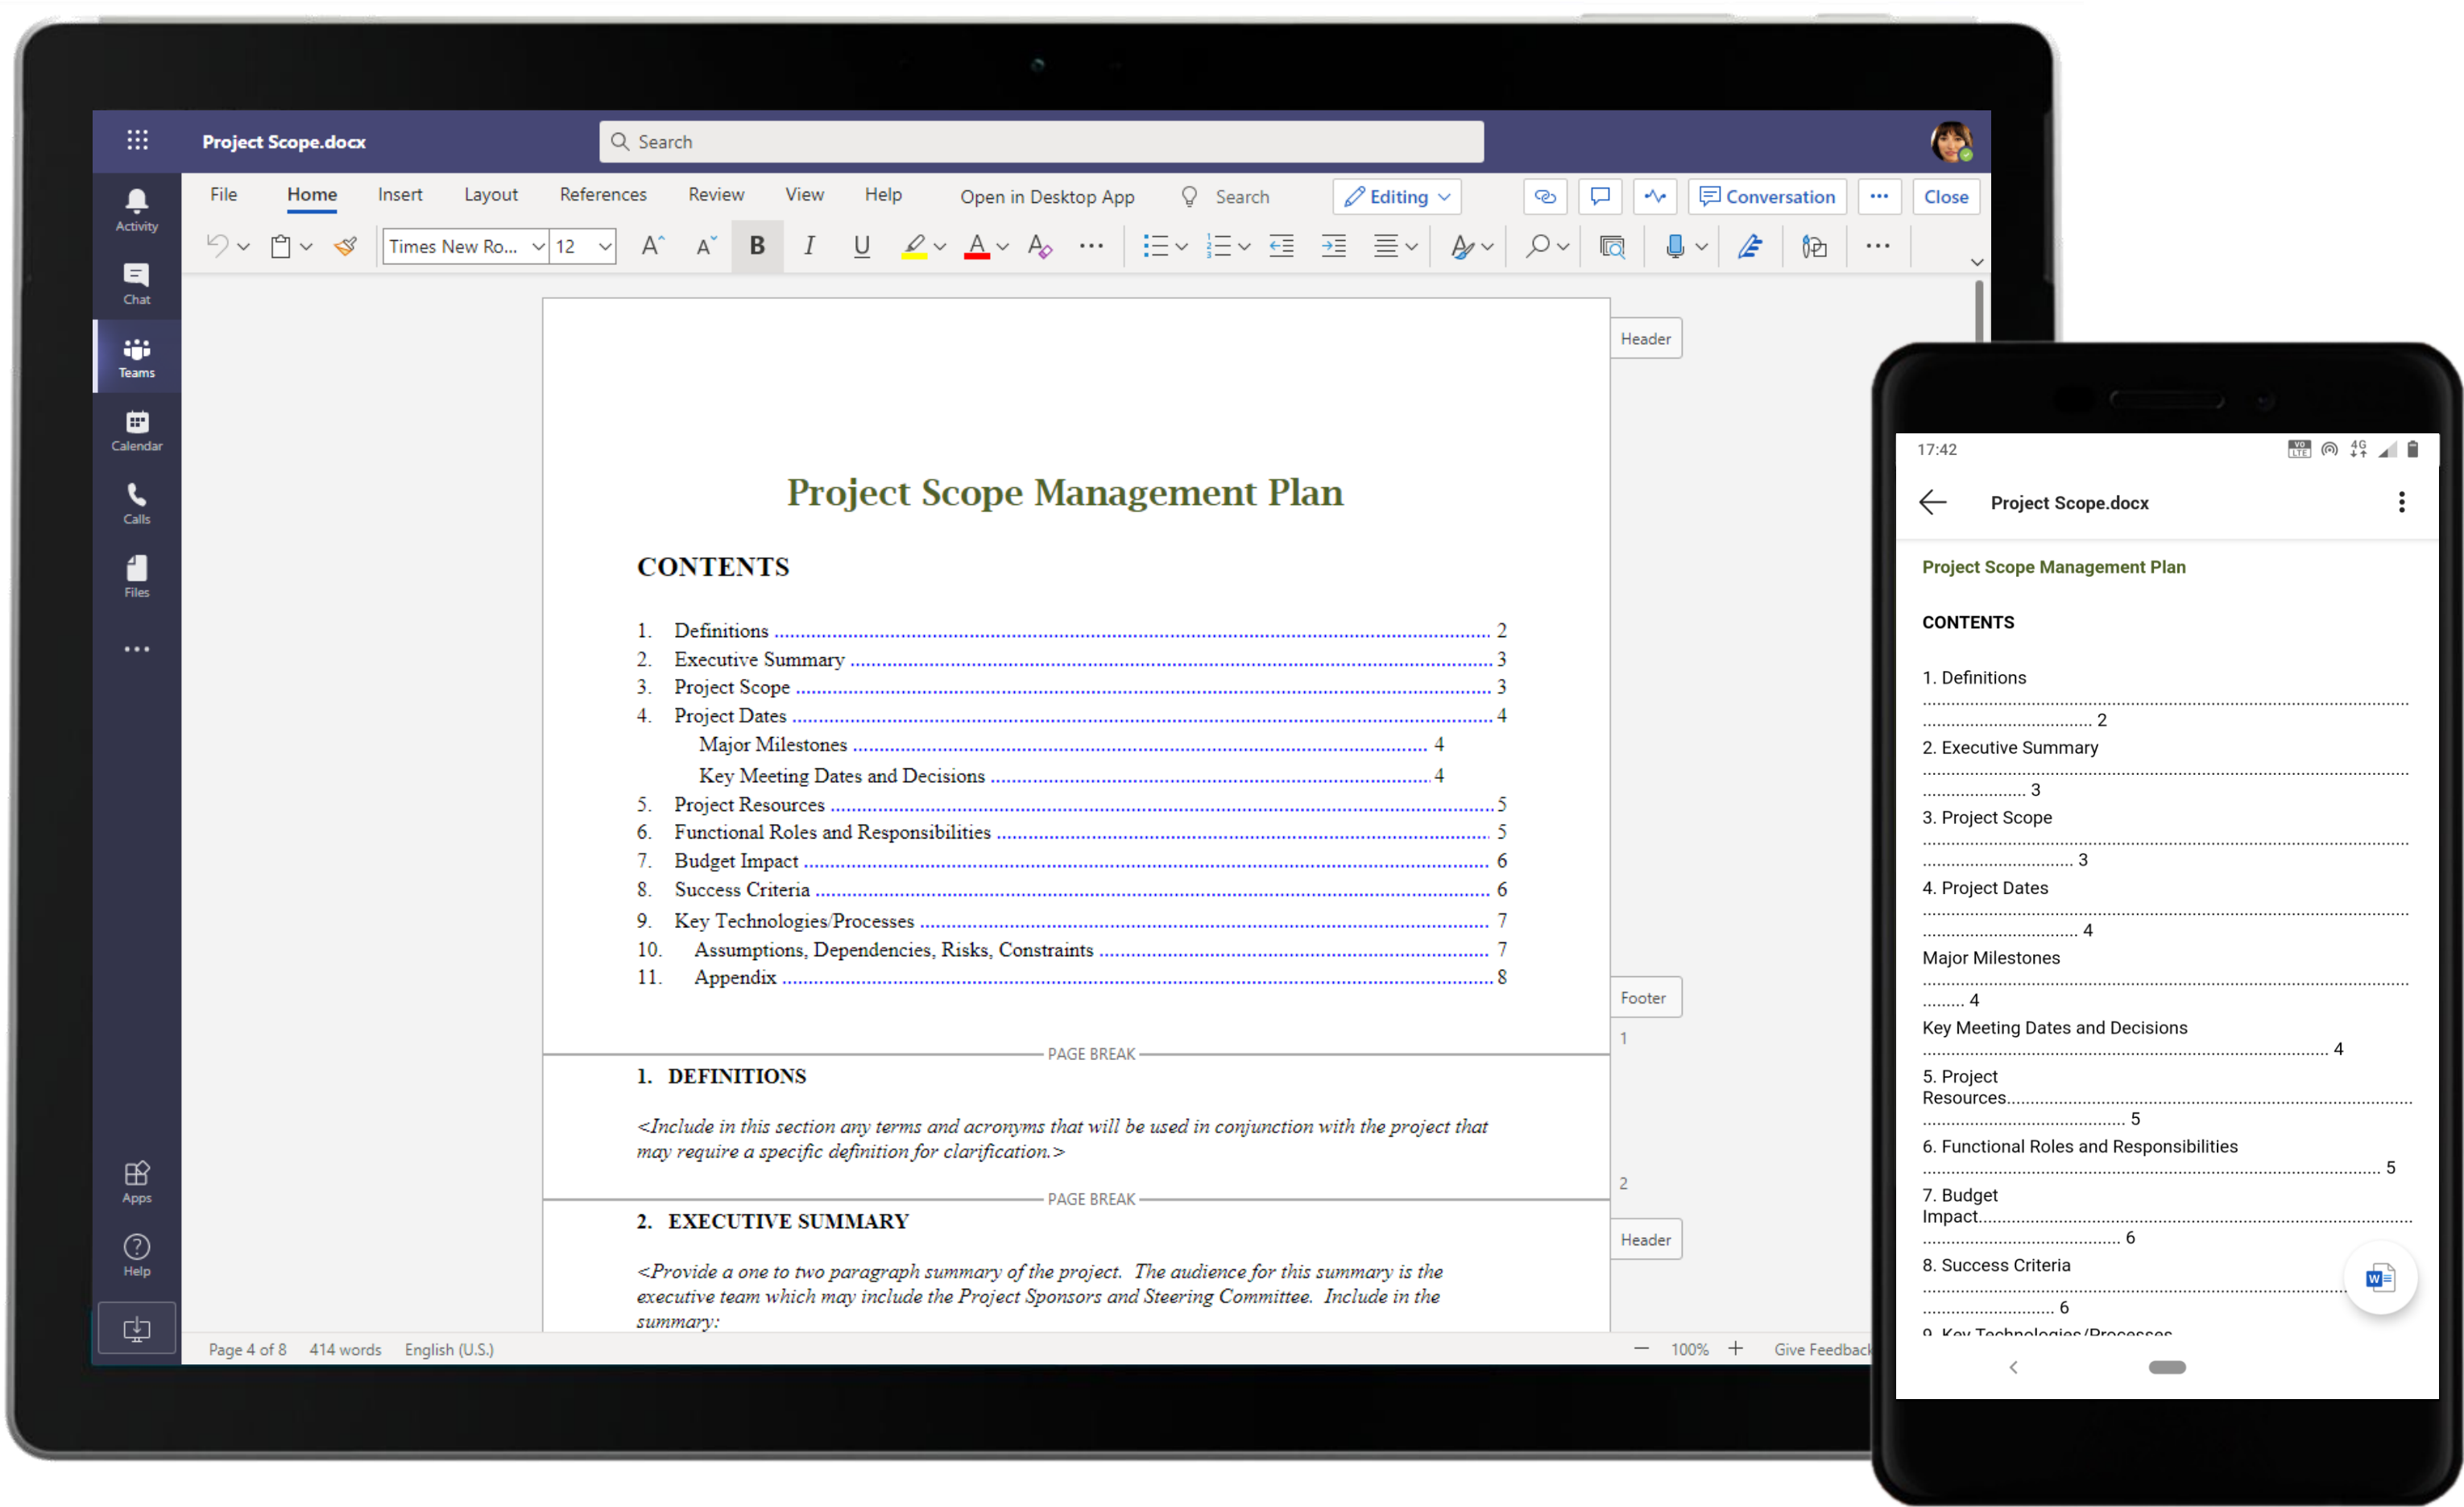 Project Scope.docx
Search
Activity
Chat
Teams
Calendar
Calls
Files
Apps
Help
File Home Insert Layout References Review View Help Open in Desktop App Search Editing Conversation Close
Times New Ro... 12 B I U
Header
Project Scope Management Plan
CONTENTS
1. Definitions 2
2. Executive Summary 3
3. Project Scope 3
4. Project Dates 4
Major Milestones 4
Key Meeting Dates and Decisions 4
5. Project Resources 5
6. Functional Roles and Responsibilities 5
7. Budget Impact 6
8. Success Criteria 6
9. Key Technologies/Processes 7
10. Assumptions, Dependencies, Risks, Constraints 7
11. Appendix 8
Footer
1
PAGE BREAK
1. DEFINITIONS
<Include in this section any terms and acronyms that will be used in conjunction with the project that
may require a specific definition for clarification.>
2
PAGE BREAK
2. EXECUTIVE SUMMARY
Header
<Provide a one to two paragraph summary of the project. The audience for this summary is the
executive team which may include the Project Sponsors and Steering Committee. Include in the
summary:
Page 4 of 8 414 words English (U.S.) 100% Give Feedback
17:42 VO LTE 4G
Project Scope.docx
Project Scope Management Plan
CONTENTS
1. Definitions
2
2. Executive Summary
3
3. Project Scope
3
4. Project Dates
4
Major Milestones
4
Key Meeting Dates and Decisions
4
5. Project
Resources
5
6. Functional Roles and Responsibilities
5
7. Budget
Impact
6
8. Success Criteria
6
9. Key Technologies/Processes